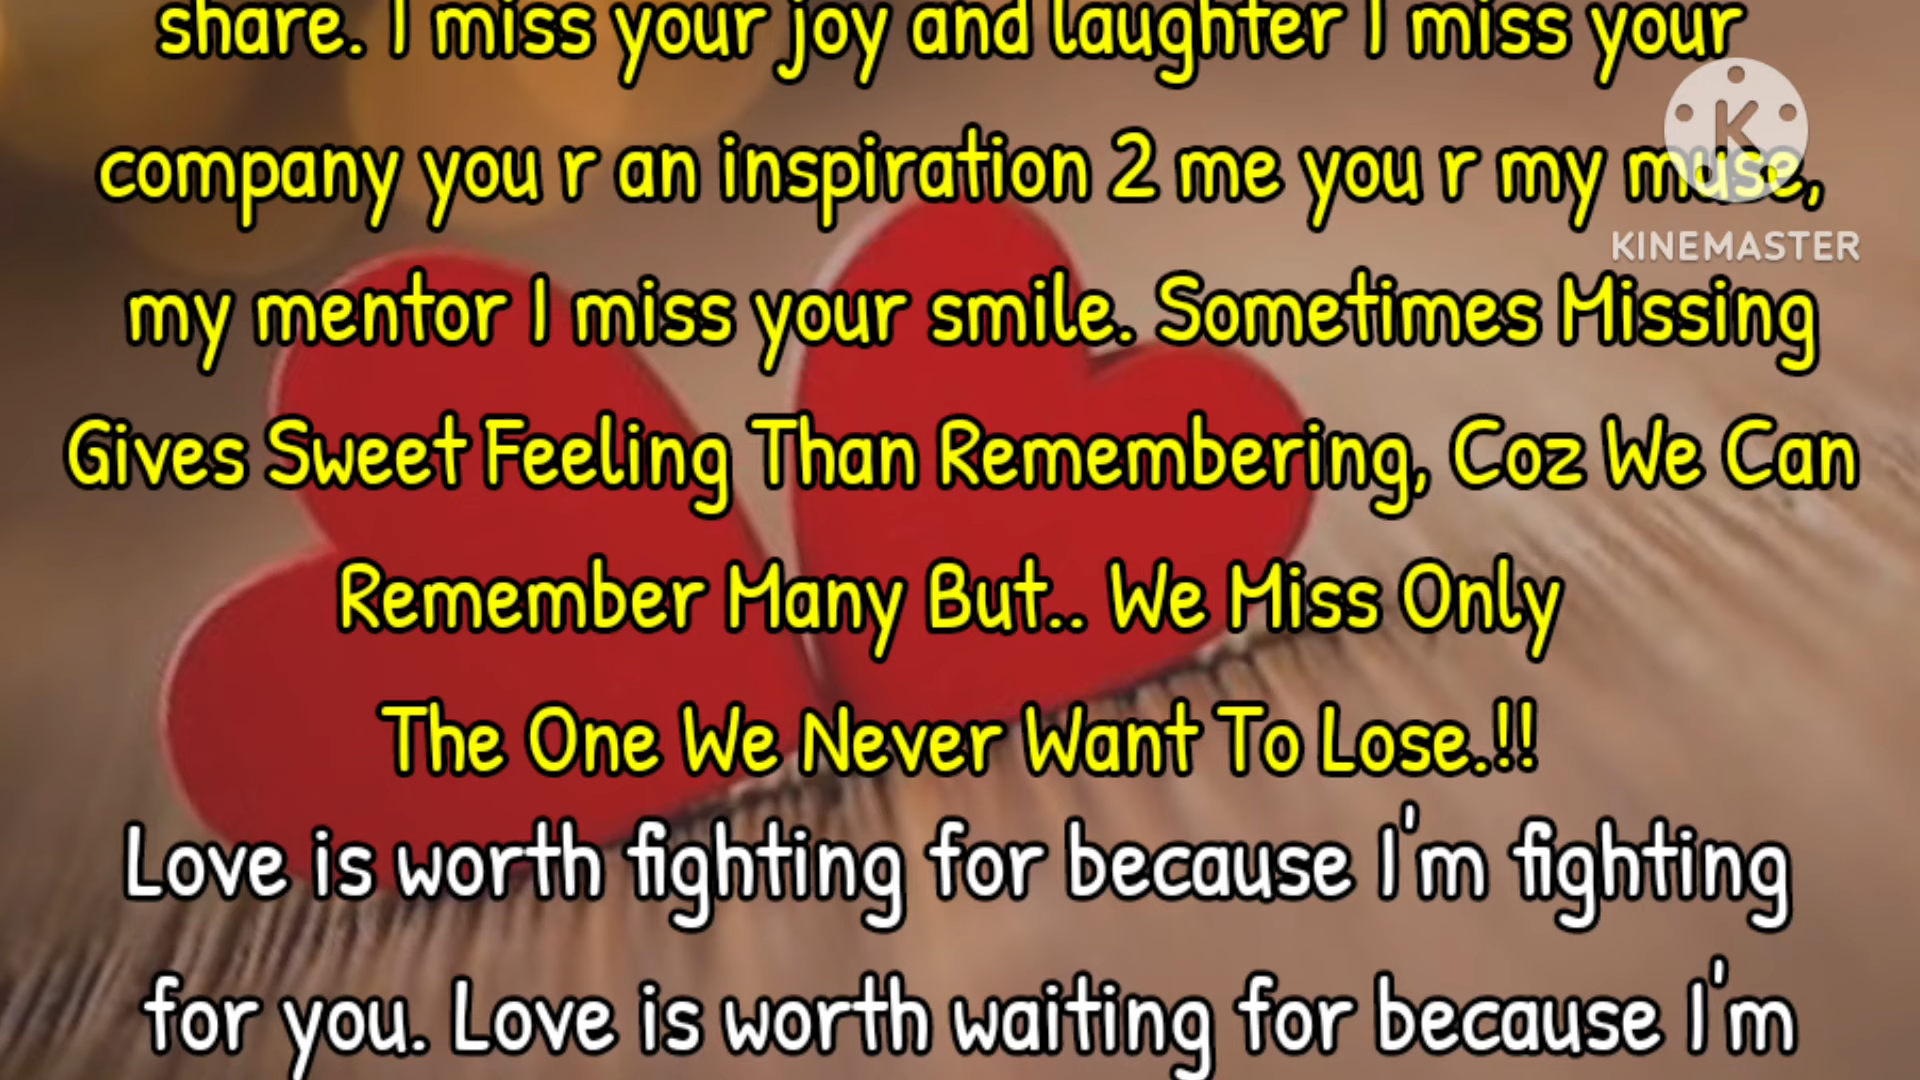 share. I miss your joy and laughter I miss your
company you r an inspiration 2 me you r my muse,
KINEMASTER
my mentor I miss your smile. Sometimes Missing
Gives Sweet Feeling Than Remembering, Coz We Can
Remember Many But.. We Miss Only
The One We Never Want To Lose.!!
Love is worth fighting for because I'm fighting
for you. Love is worth waiting for because I'm